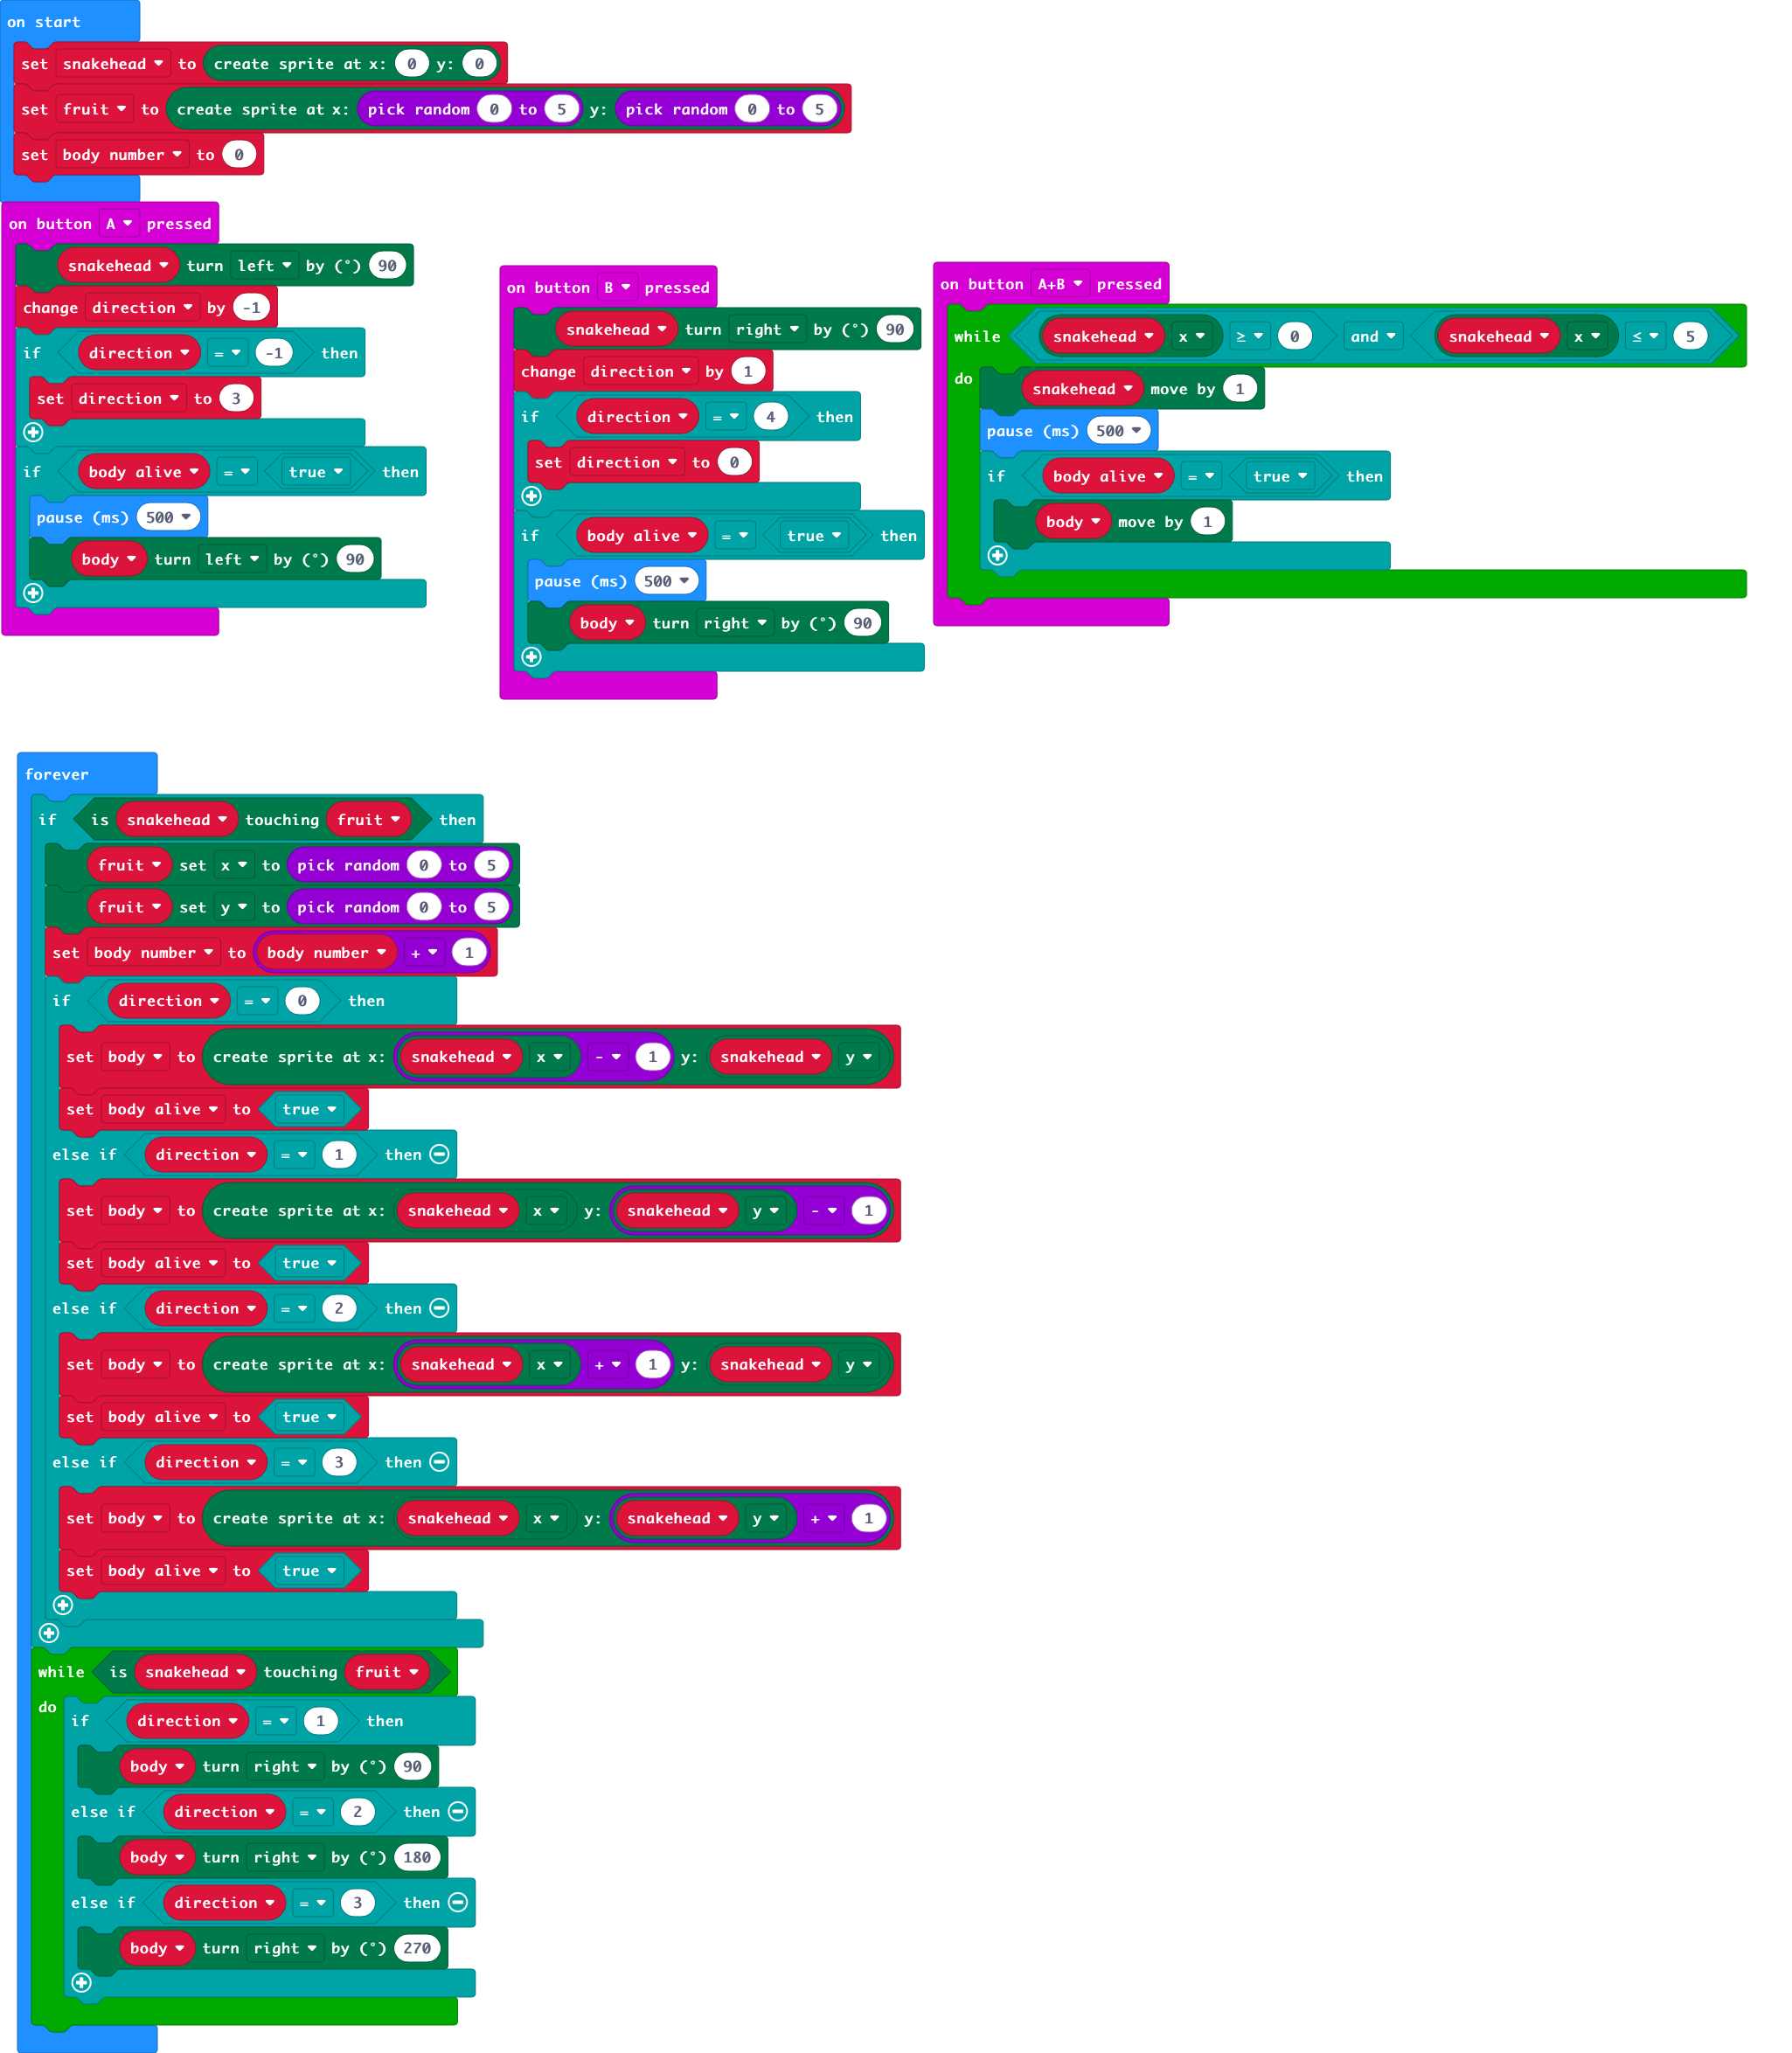 on start
set snakehead to create sprite at x: 0 y: 0
set fruit to create sprite at x: pick random 0 to 5 y: pick random 0 to 5
set body number to 0
on button A pressed
snakehead turn left by (°) 90
change direction by -1
if direction = -1 then
set direction to 3
if body alive = true then
pause (ms) 500
body turn left by (°) 90
on button B pressed
snakehead turn right by (°) 90
change direction by 1
if direction = 4 then
set direction to 0
if body alive = true then
pause (ms) 500
body turn right by (°) 90
on button A+B pressed
while snakehead x ≥ 0 and snakehead x ≤ 5
do snakehead move by 1
pause (ms) 500
if body alive = true then
body move by 1
forever
if is snakehead touching fruit then
fruit set x to pick random 0 to 5
fruit set y to pick random 0 to 5
set body number to body number + 1
if direction = 0 then
set body to create sprite at x: snakehead x - 1 y: snakehead y
set body alive to true
else if direction = 1 then
set body to create sprite at x: snakehead x y: snakehead y - 1
set body alive to true
else if direction = 2 then
set body to create sprite at x: snakehead x + 1 y: snakehead y
set body alive to true
else if direction = 3 then
set body to create sprite at x: snakehead x y: snakehead y + 1
set body alive to true
while is snakehead touching fruit
do if direction = 1 then
body turn right by (°) 90
else if direction = 2 then
body turn right by (°) 180
else if direction = 3 then
body turn right by (°) 270